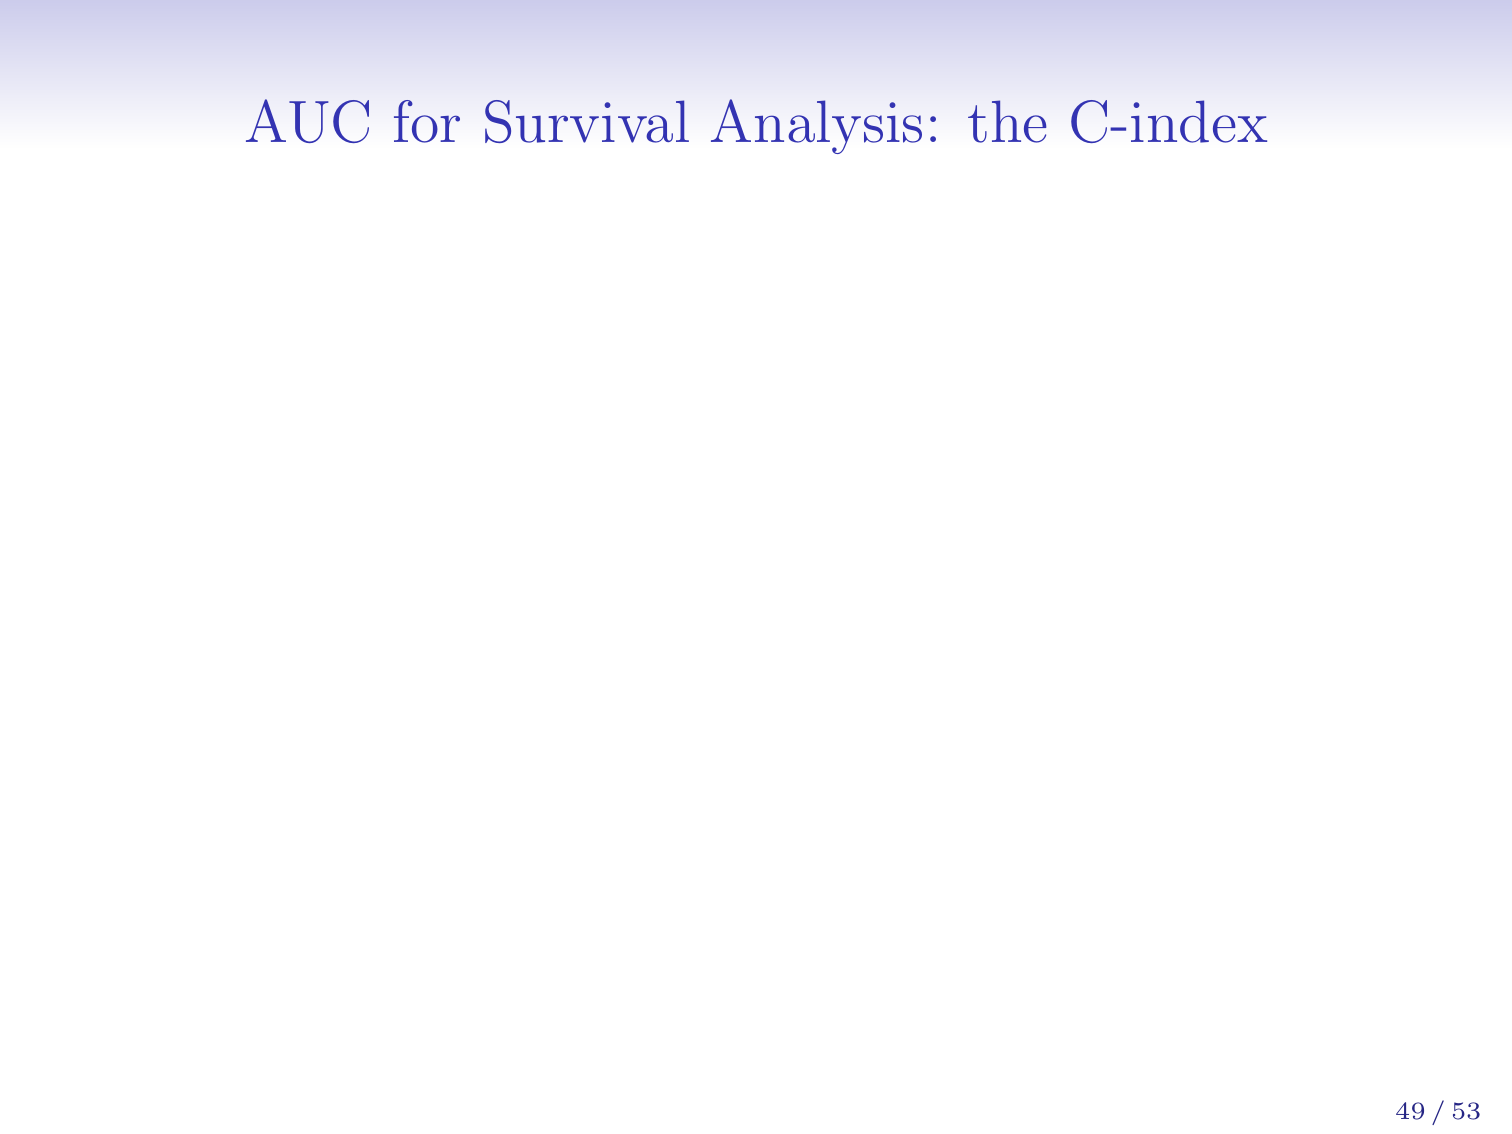 AUC for Survival Analysis: the C-index
49 / 53